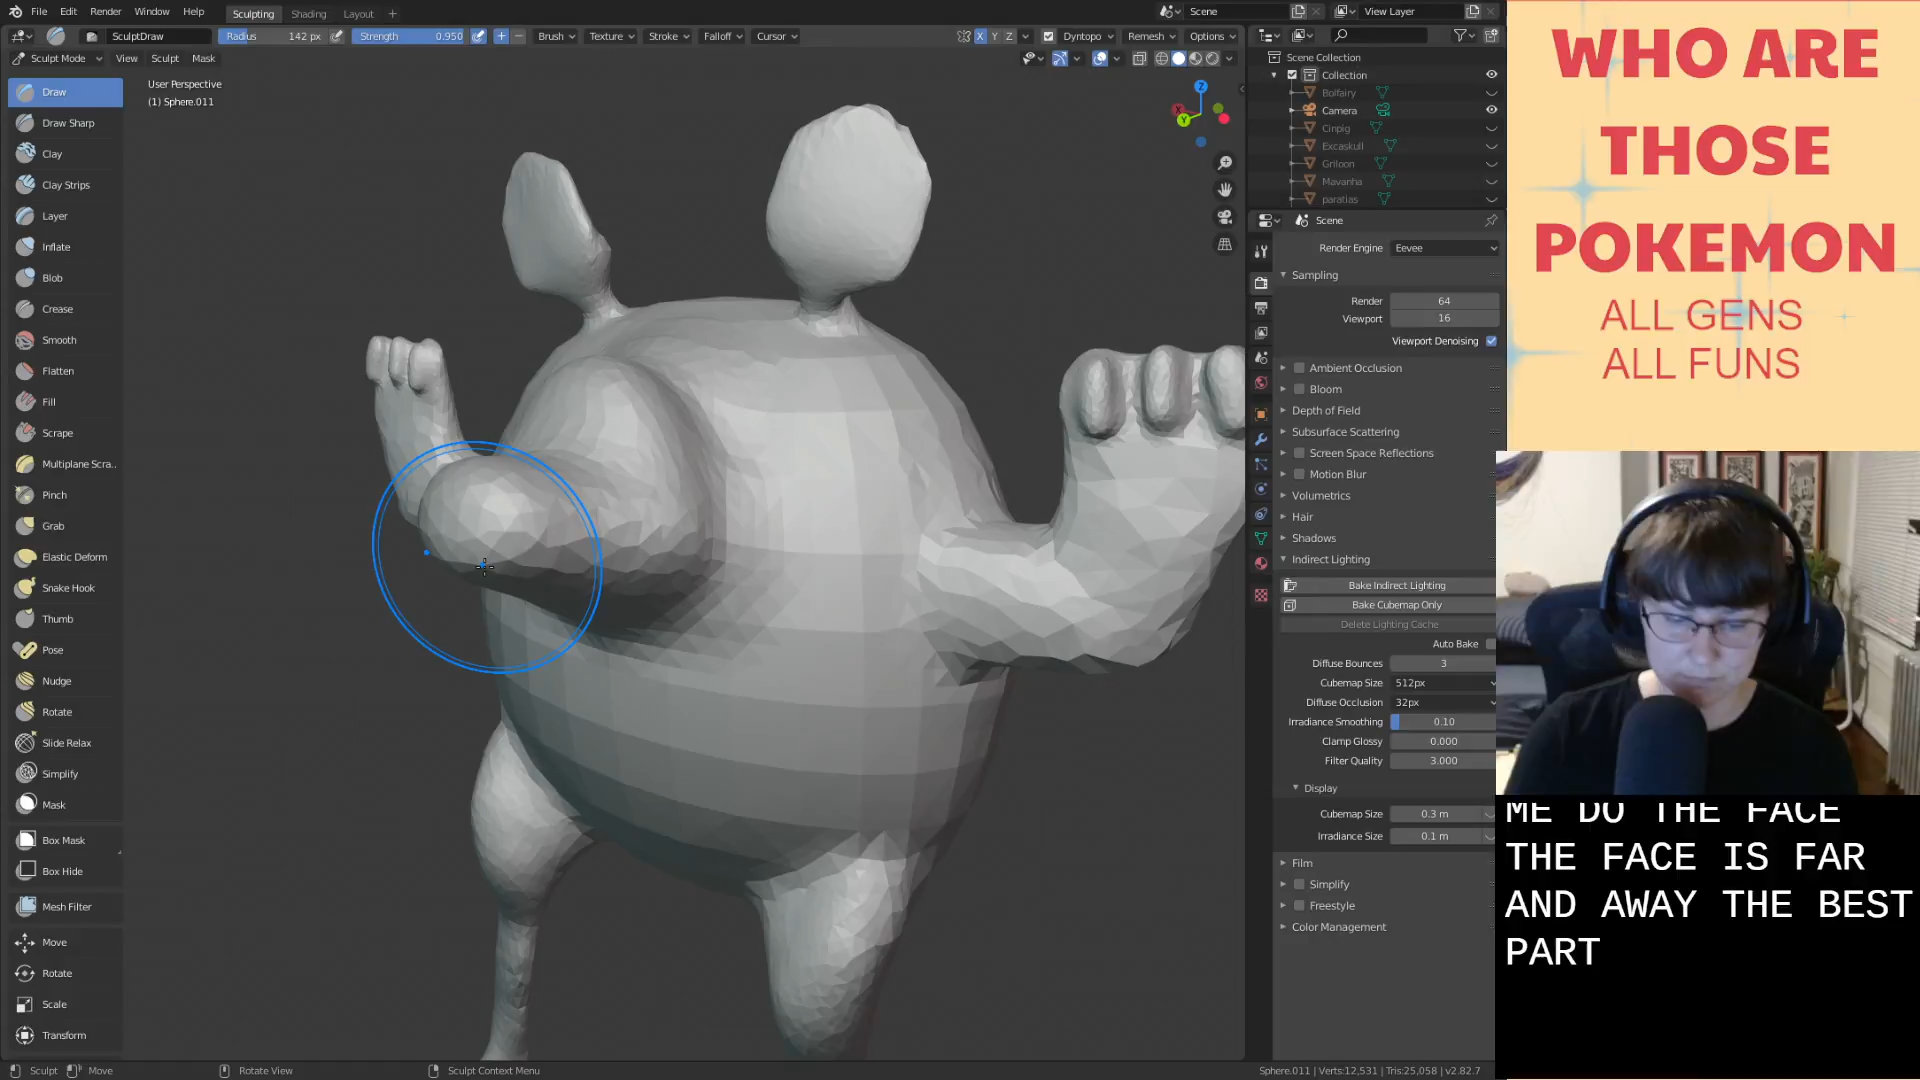 File Edit Render Window Help Sculpting Shading Layout + Scene View Layer
SculptDraw Radius 142 px Strength 0.950 Brush Texture Stroke Falloff Cursor X Y Z Dyntopo Remesh Options
Sculpt Mode View Sculpt Mask
User Perspective
(1) Sphere.011
Draw
Draw Sharp
Clay
Clay Strips
Layer
Inflate
Blob
Crease
Smooth
Flatten
Fill
Scrape
Multiplane Scra..
Pinch
Grab
Elastic Deform
Snake Hook
Thumb
Pose
Nudge
Rotate
Slide Relax
Simplify
Mask
Box Mask
Box Hide
Mesh Filter
Move
Rotate
Scale
Transform
Z
Y
Scene Collection
Collection
Bolfairy
Camera
Cinpig
Excaskull
Griloon
Mavanha
paratias
Scene
Render Engine Eevee
Sampling
Render 64
Viewport 16
Viewport Denoising
Ambient Occlusion
Bloom
Depth of Field
Subsurface Scattering
Screen Space Reflections
Motion Blur
Volumetrics
Hair
Shadows
Indirect Lighting
Bake Indirect Lighting
Bake Cubemap Only
Delete Lighting Cache
Auto Bake
Diffuse Bounces 3
Cubemap Size 512px
Diffuse Occlusion 32px
Irradiance Smoothing 0.10
Clamp Glossy 0.000
Filter Quality 3.000
Display
Cubemap Size 0.3 m
Irradiance Size 0.1 m
Film
Simplify
Freestyle
Color Management
WHO ARE
THOSE
POKEMON
ALL GENS
ALL FUNS
ME DO THE FACE
THE FACE IS FAR
AND AWAY THE BEST
PART
Sculpt Move Rotate View Sculpt Context Menu Sphere.011 | Verts:12,531 | Tris:25,058 | v2.82.7